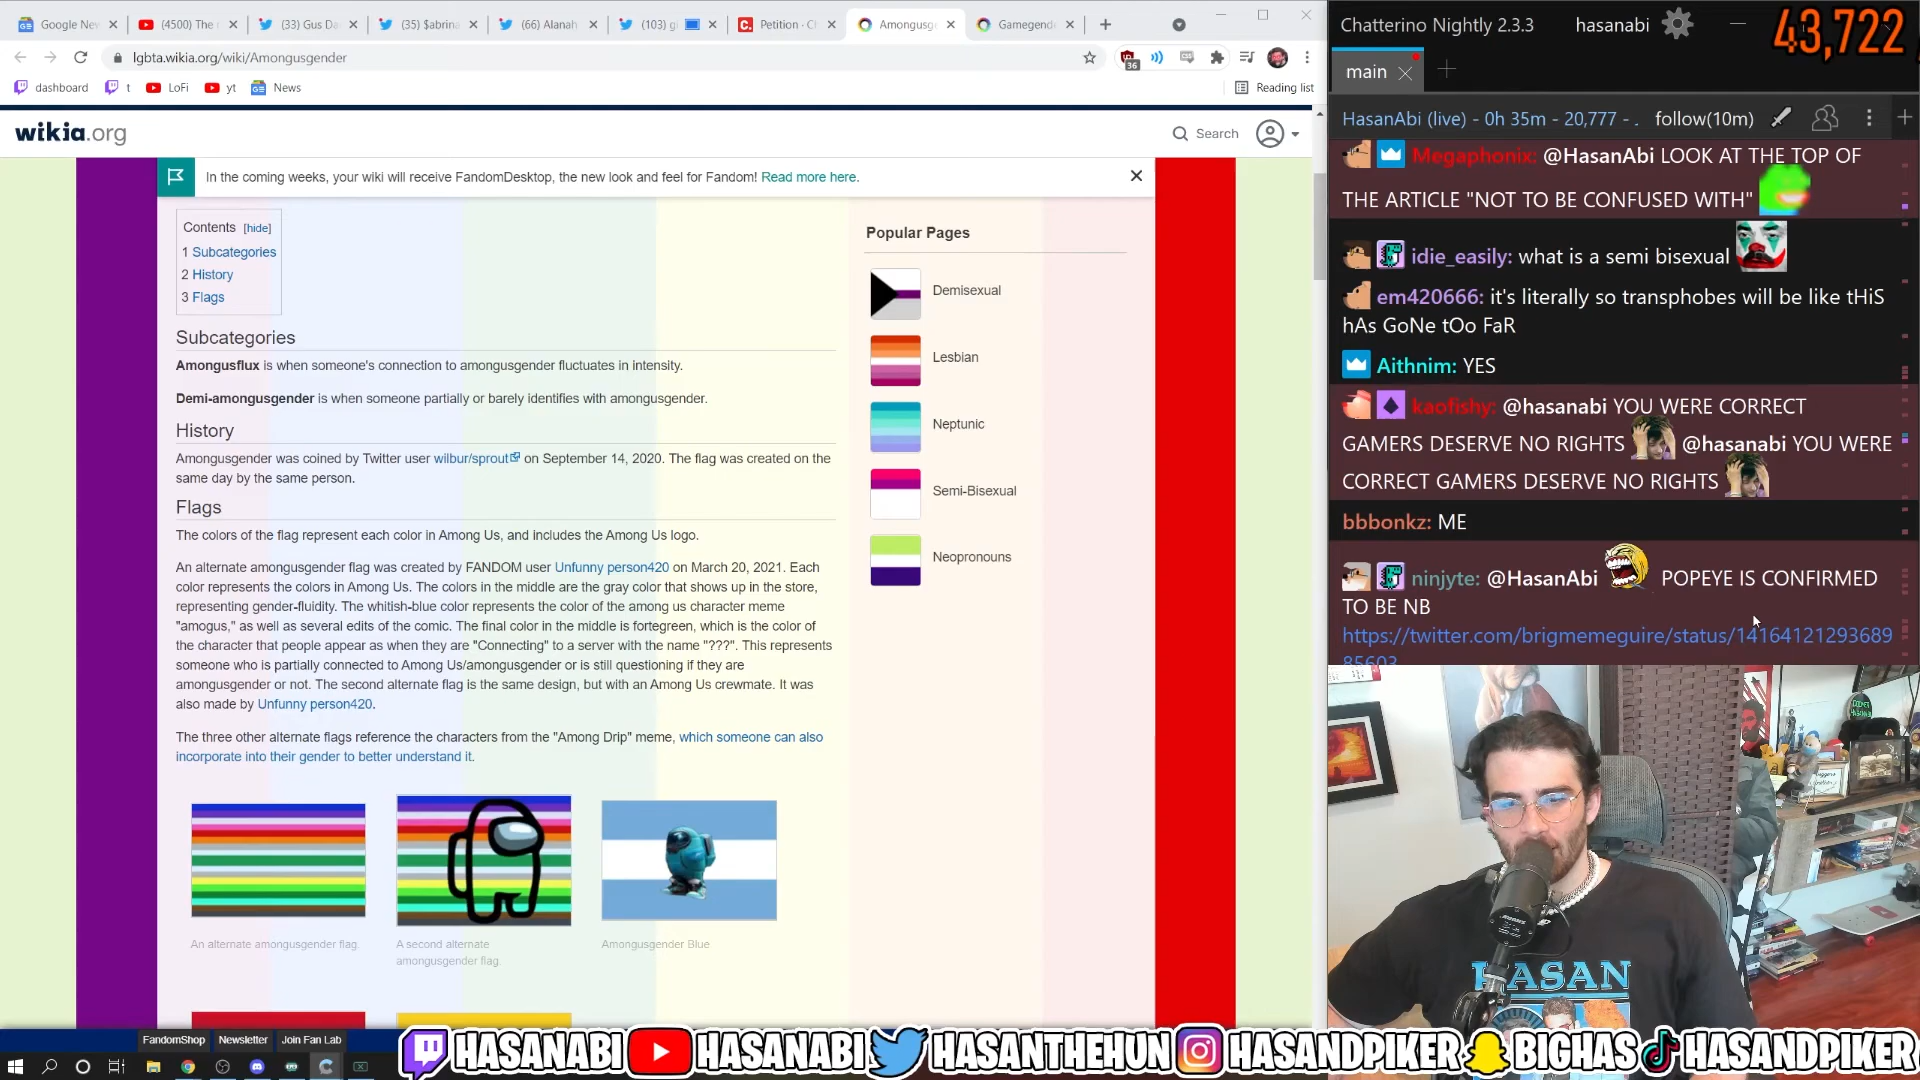 Google New
(4500) The r
(33) Gus Da
(35) $abrina
(66) Alanah
(103) gi
Petition · Ch
Amongusge
Gamegende
lgbta.wikia.org/wiki/Amongusgender
36
dashboard
t
LoFi
yt
News
Reading list
wikia.org
Search
In the coming weeks, your wiki will receive FandomDesktop, the new look and feel for Fandom! Read more here.
Contents [hide]
1 Subcategories
2 History
3 Flags
Subcategories
Amongusflux is when someone's connection to amongusgender fluctuates in intensity.
Demi-amongusgender is when someone partially or barely identifies with amongusgender.
History
Amongusgender was coined by Twitter user wilbur/sprout on September 14, 2020. The flag was created on the
same day by the same person.
Flags
The colors of the flag represent each color in Among Us, and includes the Among Us logo.
An alternate amongusgender flag was created by FANDOM user Unfunny person420 on March 20, 2021. Each
color represents the colors in Among Us. The colors in the middle are the gray color that shows up in the store,
representing gender-fluidity. The whitish-blue color represents the color of the among us character meme
"amogus," as well as several edits of the comic. The final color in the middle is fortegreen, which is the color of
the character that people appear as when they are "Connecting" to a server with the name "???". This represents
someone who is partially connected to Among Us/amongusgender or is still questioning if they are
amongusgender or not. The second alternate flag is the same design, but with an Among Us crewmate. It was
also made by Unfunny person420.
The three other alternate flags reference the characters from the "Among Drip" meme, which someone can also
incorporate into their gender to better understand it.
An alternate amongusgender flag.
A second alternate
amongusgender flag.
Amongusgender Blue
Popular Pages
Demisexual
Lesbian
Neptunic
Semi-Bisexual
Neopronouns
FandomShop
Newsletter
Join Fan Lab
Chatterino Nightly 2.3.3
hasanabi
43,722
main
HasanAbi (live) - 0h 35m - 20,777 - .
follow(10m)
Megaphonix: @HasanAbi LOOK AT THE TOP OF
THE ARTICLE "NOT TO BE CONFUSED WITH"
idie_easily: what is a semi bisexual
em420666: it's literally so transphobes will be like tHiS
hAs GoNe tOo FaR
Aithnim: YES
kaofishy: @hasanabi YOU WERE CORRECT
GAMERS DESERVE NO RIGHTS @hasanabi YOU WERE
CORRECT GAMERS DESERVE NO RIGHTS
bbbonkz: ME
ninjyte: @HasanAbi POPEYE IS CONFIRMED
TO BE NB
https://twitter.com/brigmemeguire/status/14164121293689
85603
HASAN
HASANABI
HASANABI
HASANTHEHUN
HASANDPIKER
BIGHAS
HASANDPIKER